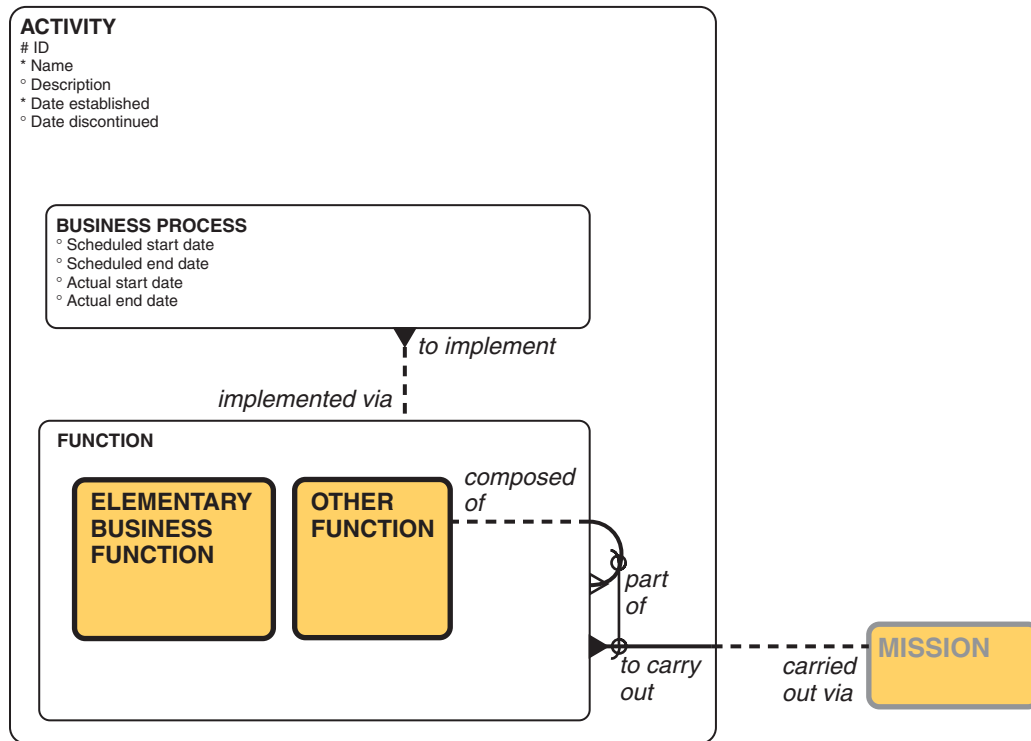 ACTIVITY
# ID
* Name
° Description
* Date established
° Date discontinued
BUSINESS PROCESS
° Scheduled start date
° Scheduled end date
° Actual start date
° Actual end date
to implement
implemented via
FUNCTION
ELEMENTARY
BUSINESS
FUNCTION
OTHER
FUNCTION
composed
of
part
of
to carry
out
carried
out via
MISSION